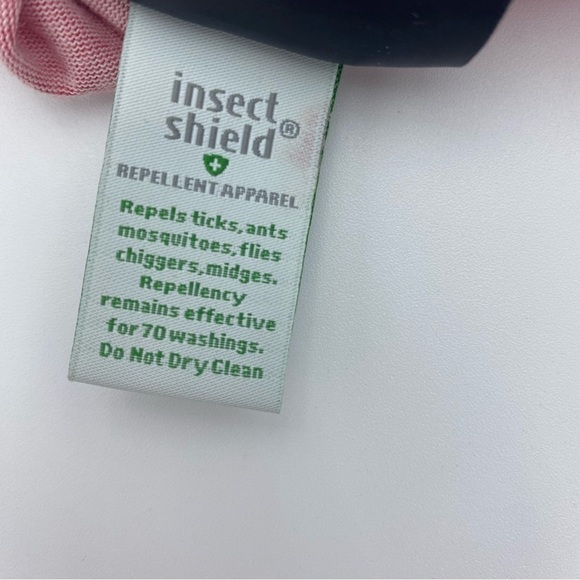 insect
shield®
REPELLENT APPAREL
Repels ticks, ants
mosquitoes, flies
chiggers, midges.
Repellency
remains effective
for 70 washings.
Do Not Dry Clean